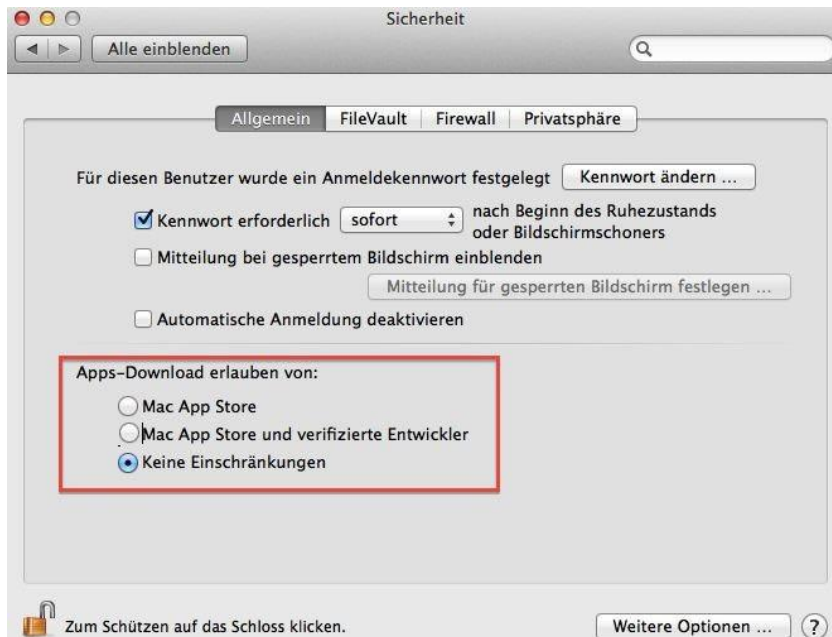 Sicherheit
Alle einblenden
Allgemein FileVault Firewall Privatsphäre
Für diesen Benutzer wurde ein Anmeldekennwort festgelegt Kennwort ändern ...
Kennwort erforderlich sofort nach Beginn des Ruhezustands
oder Bildschirmschoners
Mitteilung bei gesperrtem Bildschirm einblenden
Mitteilung für gesperrten Bildschirm festlegen ...
Automatische Anmeldung deaktivieren
Apps-Download erlauben von:
Mac App Store
Mac App Store und verifizierte Entwickler
Keine Einschränkungen
Zum Schützen auf das Schloss klicken. Weitere Optionen ... ?